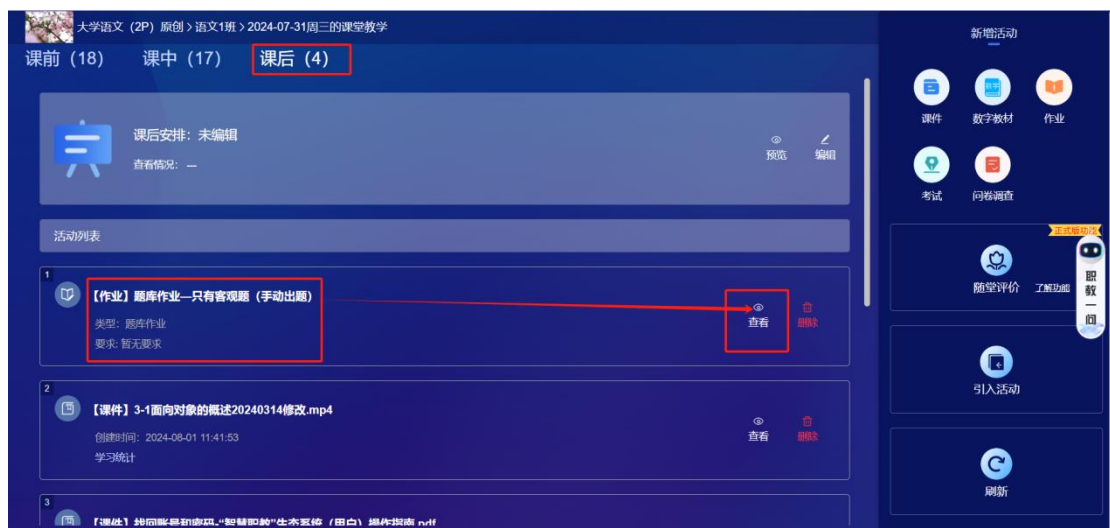 大学语文（2P）原创 > 语文1班 > 2024-07-31周三的课堂教学
课前（18） 课中（17） 课后（4）
课后安排：未编辑
查看情况：—
预览 编辑
活动列表
1
【作业】题库作业—只有客观题（手动出题）
类型：题库作业
要求: 暂无要求
查看 删除
2
【课件】3-1面向对象的概述20240314修改.mp4
创建时间：2024-08-01 11:41:53
学习统计
查看 删除
3
【课件】找回账号和密码-“智慧职教”生态系统（用户）操作指南.pdf
新增活动
课件 数字教材 作业
考试 问卷调查
正式版功能
随堂评价 了解功能
职教一问
引入活动
刷新